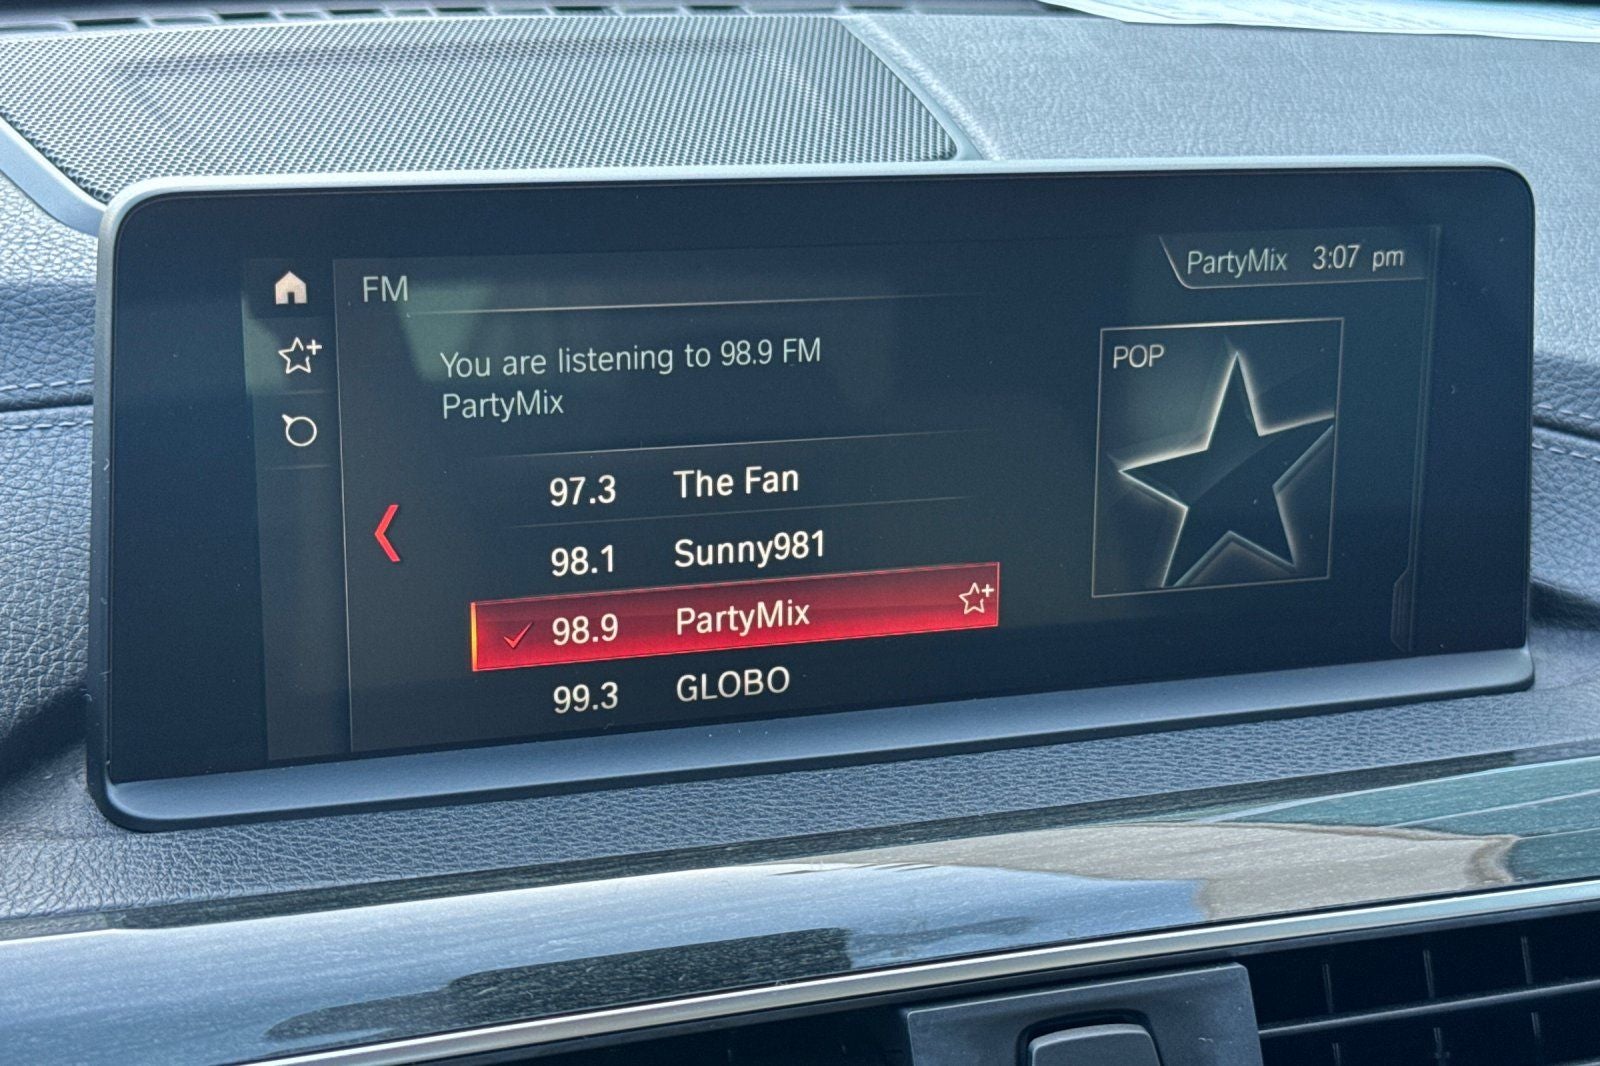 PartyMix 3:07 pm
FM
You are listening to 98.9 FM
PartyMix
POP
97.3 The Fan
98.1 Sunny981
98.9 PartyMix
99.3 GLOBO